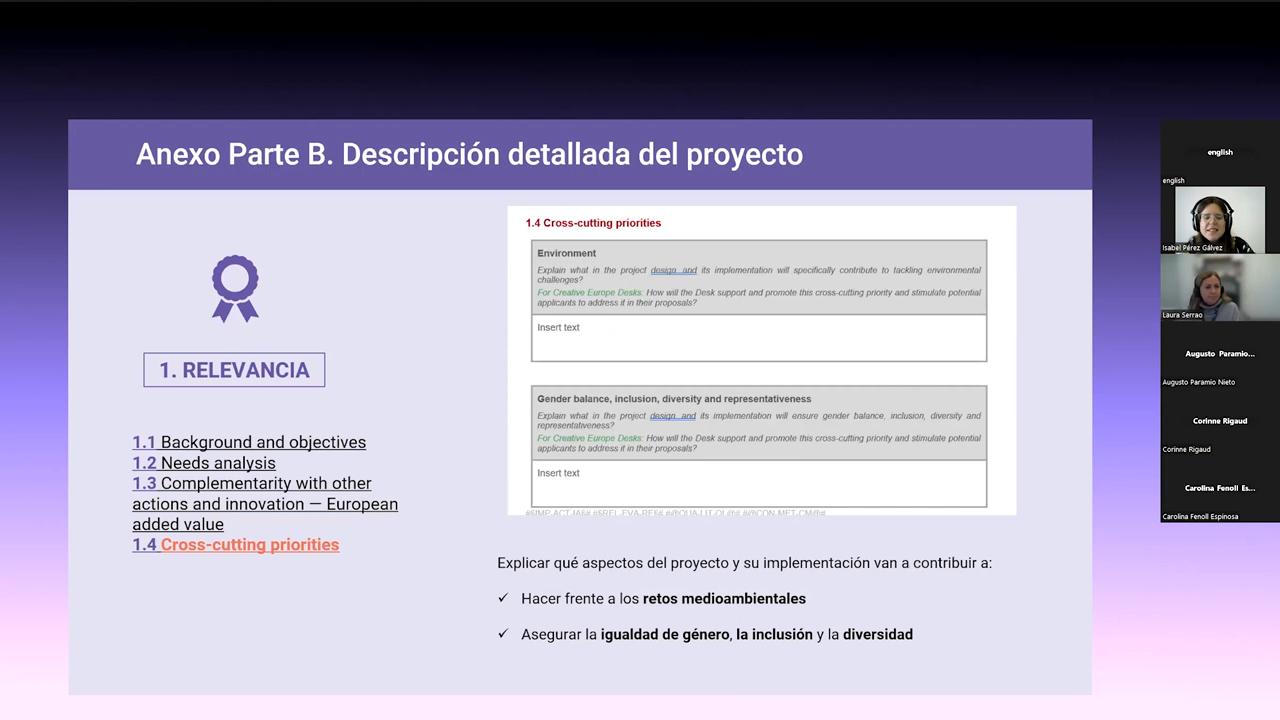 Anexo Parte B. Descripción detallada del proyecto
1. RELEVANCIA
1.1 Background and objectives
1.2 Needs analysis
1.3 Complementarity with other
actions and innovation — European
added value
1.4 Cross-cutting priorities
1.4 Cross-cutting priorities
Environment
Explain what in the project design and its implementation will specifically contribute to tackling environmental
challenges?
For Creative Europe Desks: How will the Desk support and promote this cross-cutting priority and stimulate potential
applicants to address it in their proposals?
Insert text
Gender balance, inclusion, diversity and representativeness
Explain what in the project design and its implementation will ensure gender balance, inclusion, diversity and
representativeness?
For Creative Europe Desks: How will the Desk support and promote this cross-cutting priority and stimulate potential
applicants to address it in their proposals?
Insert text
Explicar qué aspectos del proyecto y su implementación van a contribuir a:
✓ Hacer frente a los retos medioambientales
✓ Asegurar la igualdad de género, la inclusión y la diversidad
english
english
Isabel Pérez Gálvez
Laura Serrao
Augusto Paramio...
Augusto Paramio Nieto
Corinne Rigaud
Corinne Rigaud
Carolina Fenoll Es...
Carolina Fenoll Espinosa